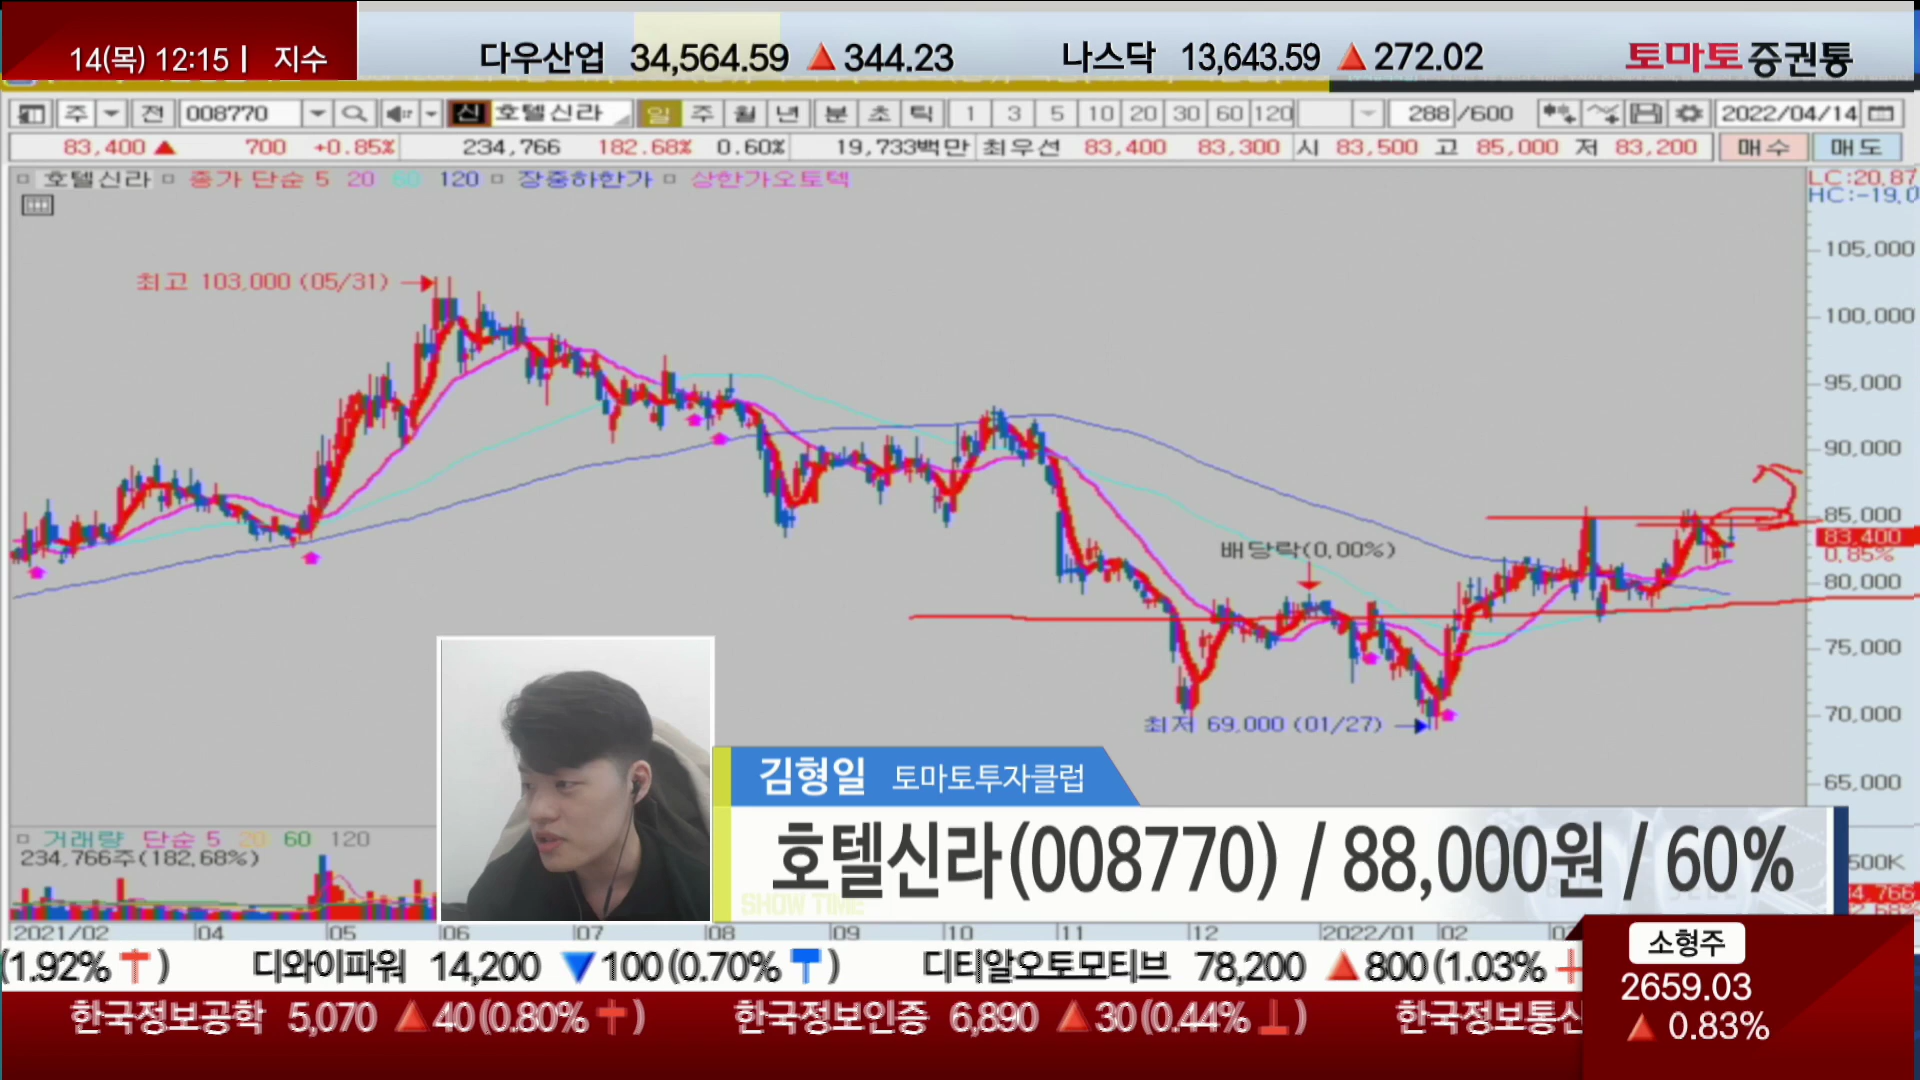 14(목) 12:15 | 지수
다우산업 34,564.59 ▲ 344.23 나스닥 13,643.59 ▲ 272.02
토마토증권통
주 전 008770 신 호텔신라 일 주 월 년 분 초 틱 1 3 5 10 20 30 60 120 288 /600 2022/04/14
83,400 ▲ 700 +0.85% 234,766 182.68% 0.60% 19,733백만 최우선 83,400 83,300 시 83,500 고 85,000 저 83,200 매수 매도
호텔신라 종가 단순 5 20 60 120 장중하한가 상한가오토텍
LC:20.87
HC:-19.0
105,000
최고 103,000 (05/31)
100,000
95,000
90,000
85,000
83,400
0.85%
배당락(0.00%)
80,000
75,000
70,000
최저 69,000 (01/27)
65,000
김형일 토마토투자클럽
호텔신라(008770) / 88,000원 / 60%
SHOW TIME
거래량 단순 5 20 60 120
234,766주(182.68%)
500K
4,766
2021/02 04 05 06 07 08 09 10 11 12 2022/01 02
(1.92% ↑) 디와이파워 14,200 ▼ 100 (0.70%) 디티알오토모티브 78,200 ▲ 800 (1.03%
한국정보공학 5,070 ▲ 40 (0.80%) 한국정보인증 6,890 ▲ 30 (0.44%) 한국정보통신
소형주
2659.03
▲ 0.83%